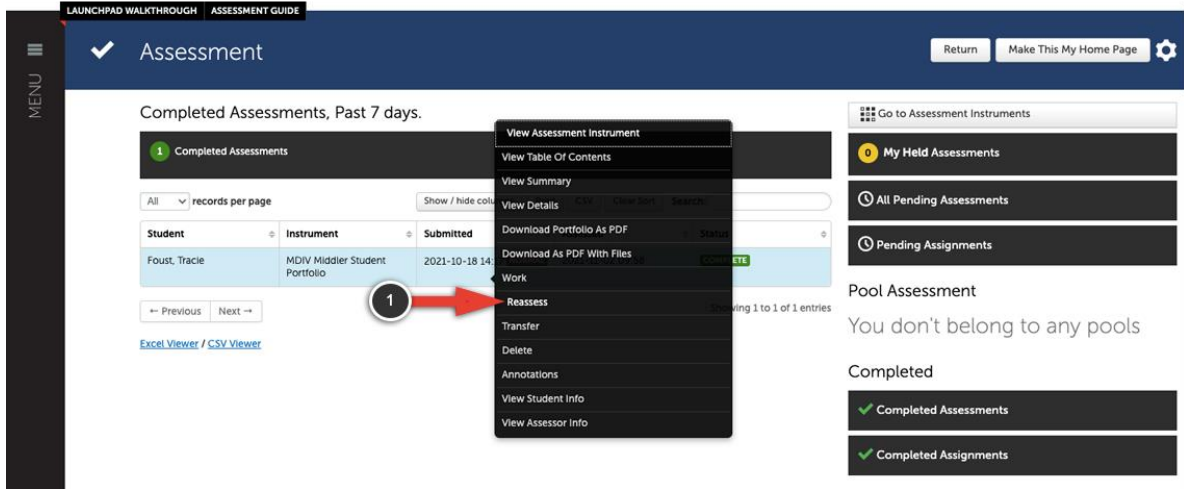 LAUNCHPAD WALKTHROUGH ASSESSMENT GUIDE
MENU
Assessment
Return
Make This My Home Page
Completed Assessments, Past 7 days.
1 Completed Assessments
All records per page
Show / hide colu
CSV Clear Sort Search:
Student Instrument Submitted Status
Foust, Tracie MDIV Middler Student Portfolio 2021-10-18 14: COMPLETE
← Previous Next →
Showing 1 to 1 of 1 entries
Excel Viewer / CSV Viewer
1
View Assessment Instrument
View Table Of Contents
View Summary
View Details
Download Portfolio As PDF
Download As PDF With Files
Work
Reassess
Transfer
Delete
Annotations
View Student Info
View Assessor Info
Go to Assessment Instruments
0 My Held Assessments
All Pending Assessments
Pending Assignments
Pool Assessment
You don't belong to any pools
Completed
Completed Assessments
Completed Assignments